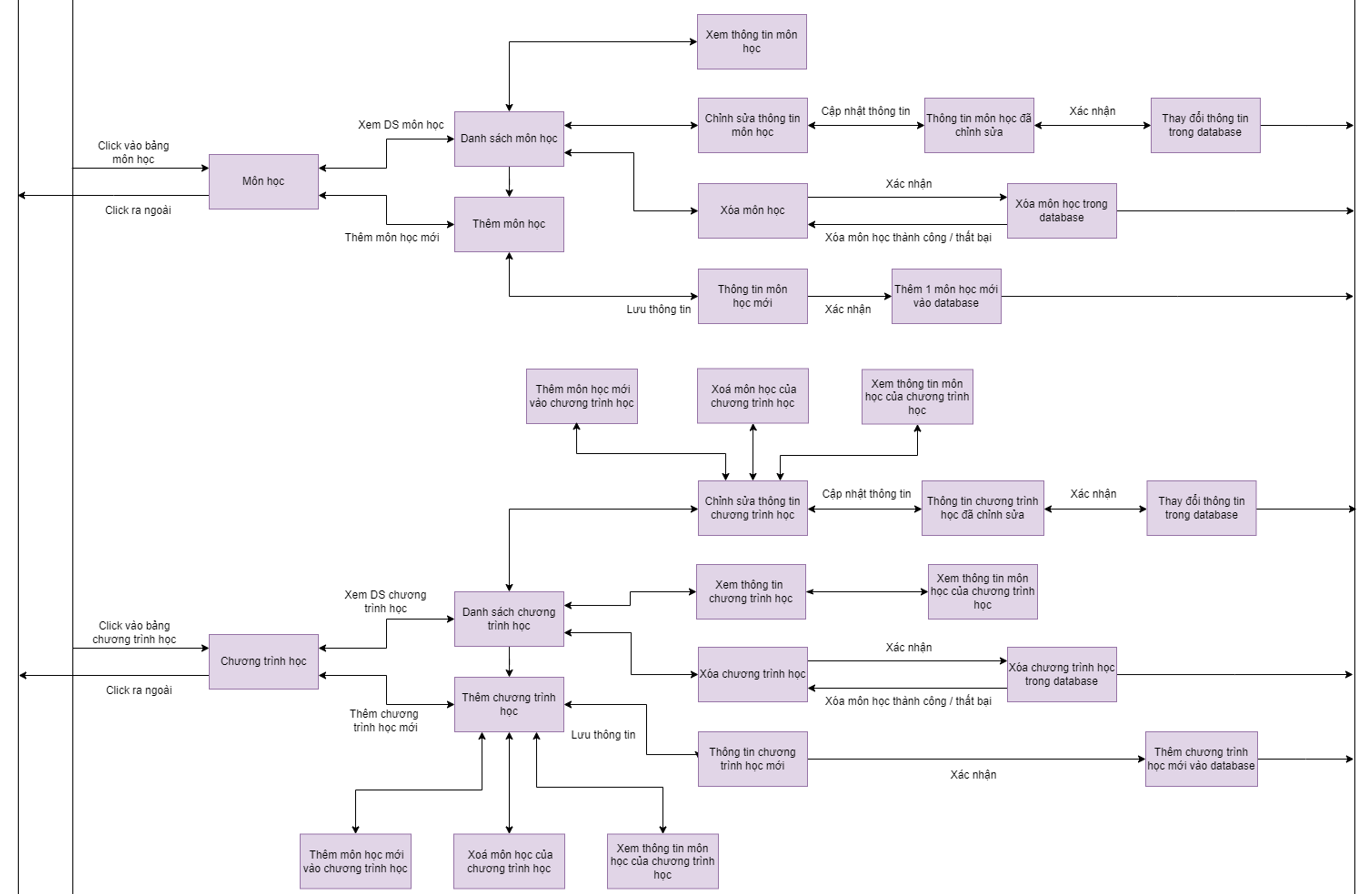 Xem thông tin môn
học
Click vào bảng
môn học
Môn học
Click ra ngoài
Xem DS môn học
Thêm môn học mới
Danh sách môn học
Thêm môn học
Chỉnh sửa thông tin
môn học
Cập nhật thông tin
Thông tin môn học đã
chỉnh sửa
Xác nhận
Thay đổi thông tin
trong database
Xóa môn học
Xác nhận
Xóa môn học thành công / thất bại
Xóa môn học trong
database
Lưu thông tin
Thông tin môn
học mới
Xác nhận
Thêm 1 môn học mới
vào database
Thêm môn học mới
vào chương trình học
Xoá môn học của
chương trình học
Xem thông tin môn
học của chương trình
học
Chỉnh sửa thông tin
chương trình học
Cập nhật thông tin
Thông tin chương trình
học đã chỉnh sửa
Xác nhận
Thay đổi thông tin
trong database
Click vào bảng
chương trình học
Chương trình học
Click ra ngoài
Xem DS chương
trình học
Thêm chương
trình học mới
Danh sách chương
trình học
Thêm chương trình
học
Xem thông tin
chương trình học
Xem thông tin môn
học của chương trình
học
Xóa chương trình học
Xác nhận
Xóa môn học thành công / thất bại
Xóa chương trình học
trong database
Lưu thông tin
Thông tin chương
trình học mới
Xác nhận
Thêm chương trình
học mới vào database
Thêm môn học mới
vào chương trình học
Xoá môn học của
chương trình học
Xem thông tin môn
học của chương trình
học